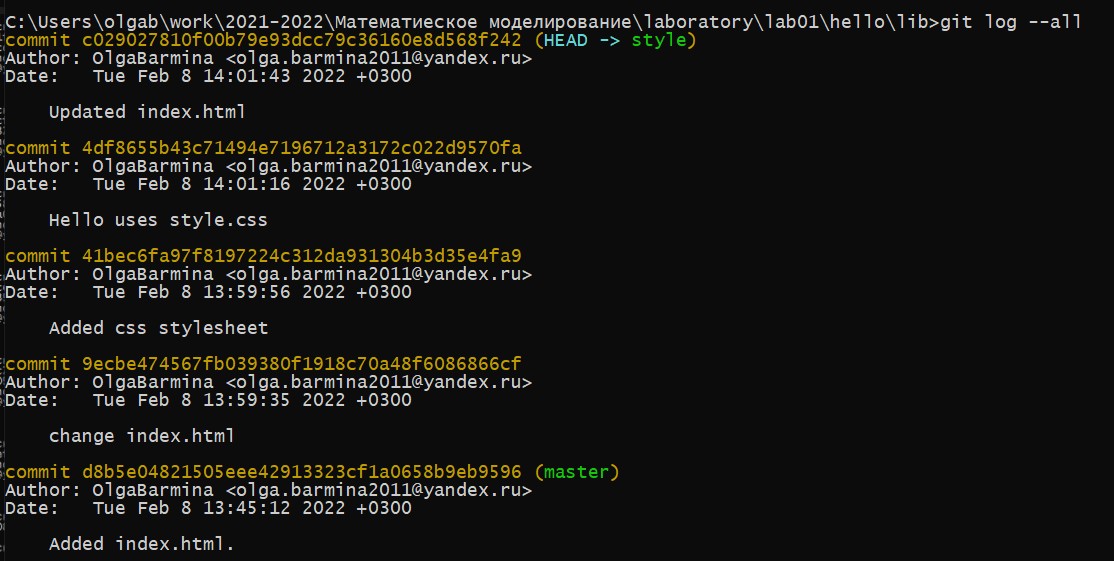 C:\Users\olgab\work\2021-2022\Математиеское моделирование\laboratory\lab01\hello\lib>git log --all
commit c029027810f00b79e93dcc79c36160e8d568f242 (HEAD -> style)
Author: OlgaBarmina <olga.barmina2011@yandex.ru>
Date:   Tue Feb 8 14:01:43 2022 +0300
    Updated index.html
commit 4df8655b43c71494e7196712a3172c022d9570fa
Author: OlgaBarmina <olga.barmina2011@yandex.ru>
Date:   Tue Feb 8 14:01:16 2022 +0300
    Hello uses style.css
commit 41bec6fa97f8197224c312da931304b3d35e4fa9
Author: OlgaBarmina <olga.barmina2011@yandex.ru>
Date:   Tue Feb 8 13:59:56 2022 +0300
    Added css stylesheet
commit 9ecbe474567fb039380f1918c70a48f6086866cf
Author: OlgaBarmina <olga.barmina2011@yandex.ru>
Date:   Tue Feb 8 13:59:35 2022 +0300
    change index.html
commit d8b5e04821505eee42913323cf1a0658b9eb9596 (master)
Author: OlgaBarmina <olga.barmina2011@yandex.ru>
Date:   Tue Feb 8 13:45:12 2022 +0300
    Added index.html.